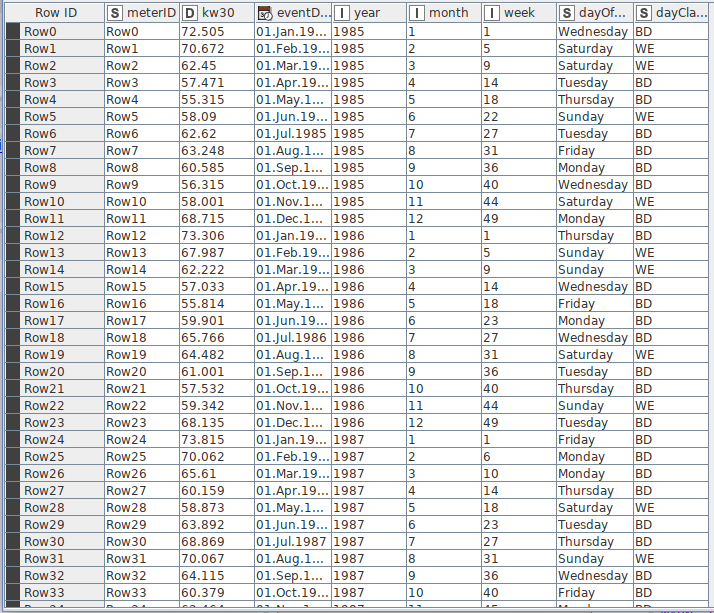 Row ID S meterID D kw30 eventD... I year I month I week S dayOf... S dayCla...
Row0 Row0 72.505 01.Jan.19... 1985 1 1 Wednesday BD
Row1 Row1 70.672 01.Feb.19... 1985 2 5 Saturday WE
Row2 Row2 62.45 01.Mar.19... 1985 3 9 Saturday WE
Row3 Row3 57.471 01.Apr.19... 1985 4 14 Tuesday BD
Row4 Row4 55.315 01.May.1... 1985 5 18 Thursday BD
Row5 Row5 58.09 01.Jun.19... 1985 6 22 Sunday WE
Row6 Row6 62.62 01.Jul.1985 1985 7 27 Tuesday BD
Row7 Row7 63.248 01.Aug.1... 1985 8 31 Friday BD
Row8 Row8 60.585 01.Sep.1... 1985 9 36 Monday BD
Row9 Row9 56.315 01.Oct.19... 1985 10 40 Wednesday BD
Row10 Row10 58.001 01.Nov.1... 1985 11 44 Saturday WE
Row11 Row11 68.715 01.Dec.1... 1985 12 49 Monday BD
Row12 Row12 73.306 01.Jan.19... 1986 1 1 Thursday BD
Row13 Row13 67.987 01.Feb.19... 1986 2 5 Sunday WE
Row14 Row14 62.222 01.Mar.19... 1986 3 9 Sunday WE
Row15 Row15 57.033 01.Apr.19... 1986 4 14 Wednesday BD
Row16 Row16 55.814 01.May.1... 1986 5 18 Friday BD
Row17 Row17 59.901 01.Jun.19... 1986 6 23 Monday BD
Row18 Row18 65.766 01.Jul.1986 1986 7 27 Wednesday BD
Row19 Row19 64.482 01.Aug.1... 1986 8 31 Saturday WE
Row20 Row20 61.001 01.Sep.1... 1986 9 36 Tuesday BD
Row21 Row21 57.532 01.Oct.19... 1986 10 40 Thursday BD
Row22 Row22 59.342 01.Nov.1... 1986 11 44 Sunday WE
Row23 Row23 68.135 01.Dec.1... 1986 12 49 Tuesday BD
Row24 Row24 73.815 01.Jan.19... 1987 1 1 Friday BD
Row25 Row25 70.062 01.Feb.19... 1987 2 6 Monday BD
Row26 Row26 65.61 01.Mar.19... 1987 3 10 Monday BD
Row27 Row27 60.159 01.Apr.19... 1987 4 14 Thursday BD
Row28 Row28 58.873 01.May.1... 1987 5 18 Saturday WE
Row29 Row29 63.892 01.Jun.19... 1987 6 23 Tuesday BD
Row30 Row30 68.869 01.Jul.1987 1987 7 27 Thursday BD
Row31 Row31 70.067 01.Aug.1... 1987 8 31 Sunday WE
Row32 Row32 64.115 01.Sep.1... 1987 9 36 Wednesday BD
Row33 Row33 60.379 01.Oct.19... 1987 10 40 Friday BD